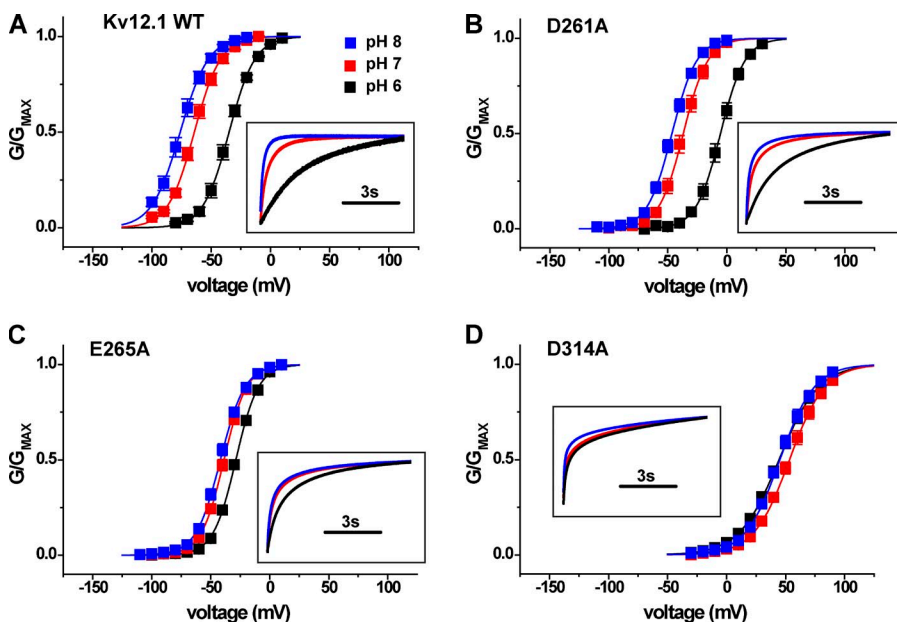 A
Kv12.1 WT
pH 8
pH 7
pH 6
G/GMAX
1.0
0.5
0.0
3s
-150 -100 -50 0 50 100
voltage (mV)
B
D261A
G/GMAX
1.0
0.5
0.0
3s
-150 -100 -50 0 50 100
voltage (mV)
C
E265A
G/GMAX
1.0
0.5
0.0
3s
-150 -100 -50 0 50 100
voltage (mV)
D
D314A
G/GMAX
1.0
0.5
0.0
3s
-150 -100 -50 0 50 100
voltage (mV)